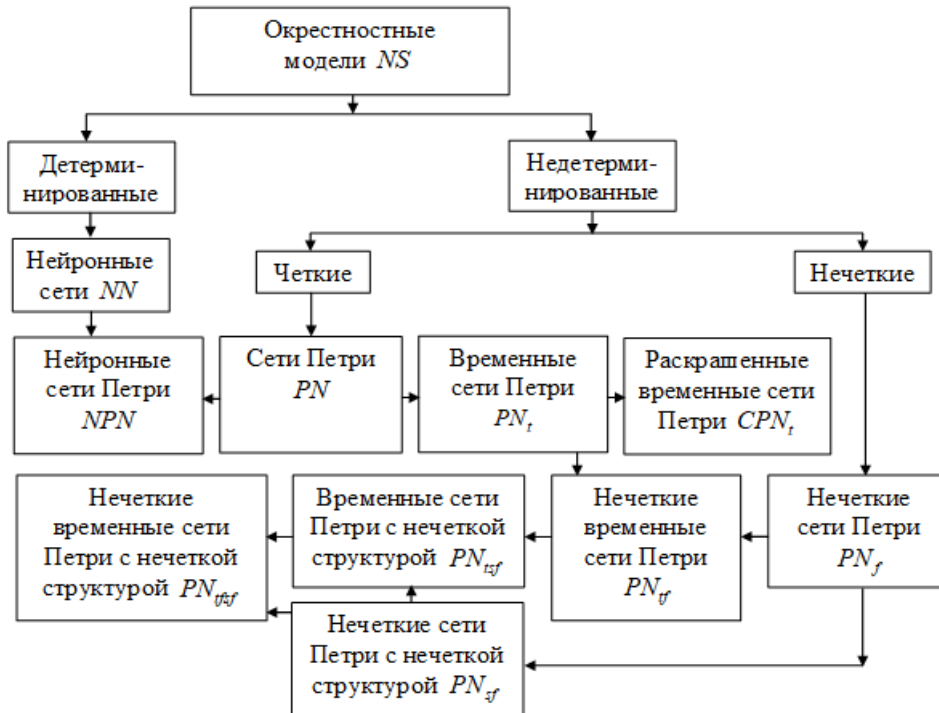 Окрестностные
модели NS
Детерми-
нированные
Недетерми-
нированные
Нейронные
сети NN
Четкие
Нечеткие
Нейронные
сети Петри
NPN
Сети Петри
PN
Временные
сети Петри
PNt
Раскрашенные
временные сети
Петри CPNt
Нечеткие
временные сети
Петри с нечеткой
структурой PNtfsf
Временные сети
Петри с нечеткой
структурой PNtsf
Нечеткие
временные
сети Петри
PNtf
Нечеткие
сети Петри
PNf
Нечеткие сети
Петри с нечеткой
структурой PNsf